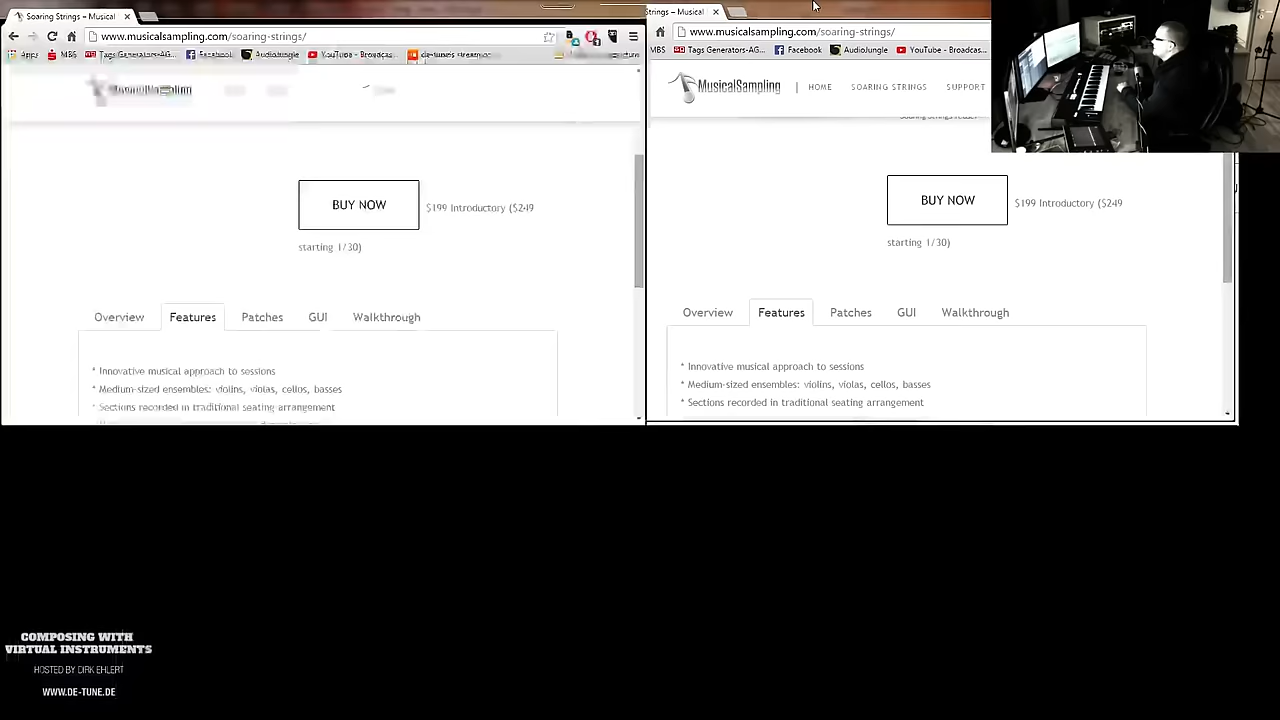 Soaring Strings – Musical
www.musicalsampling.com/soaring-strings/
Apps MBS Tags Generators-AG... Facebook AudioJungle YouTube - Broadcas... de-tunes streamjoc
MusicalSampling
BUY NOW
$199 Introductory ($249
starting 1/30)
Overview Features Patches GUI Walkthrough
* Innovative musical approach to sessions
* Medium-sized ensembles: violins, violas, cellos, basses
* Sections recorded in traditional seating arrangement
Strings – Musical
www.musicalsampling.com/soaring-strings/
MBS Tags Generators-AG... Facebook AudioJungle YouTube - Broadcas...
MusicalSampling | HOME SOARING STRINGS SUPPORT
BUY NOW
$199 Introductory ($249
starting 1/30)
Overview Features Patches GUI Walkthrough
* Innovative musical approach to sessions
* Medium-sized ensembles: violins, violas, cellos, basses
* Sections recorded in traditional seating arrangement
COMPOSING WITH
VIRTUAL INSTRUMENTS
HOSTED BY DIRK EHLERT
WWW.DE-TUNE.DE